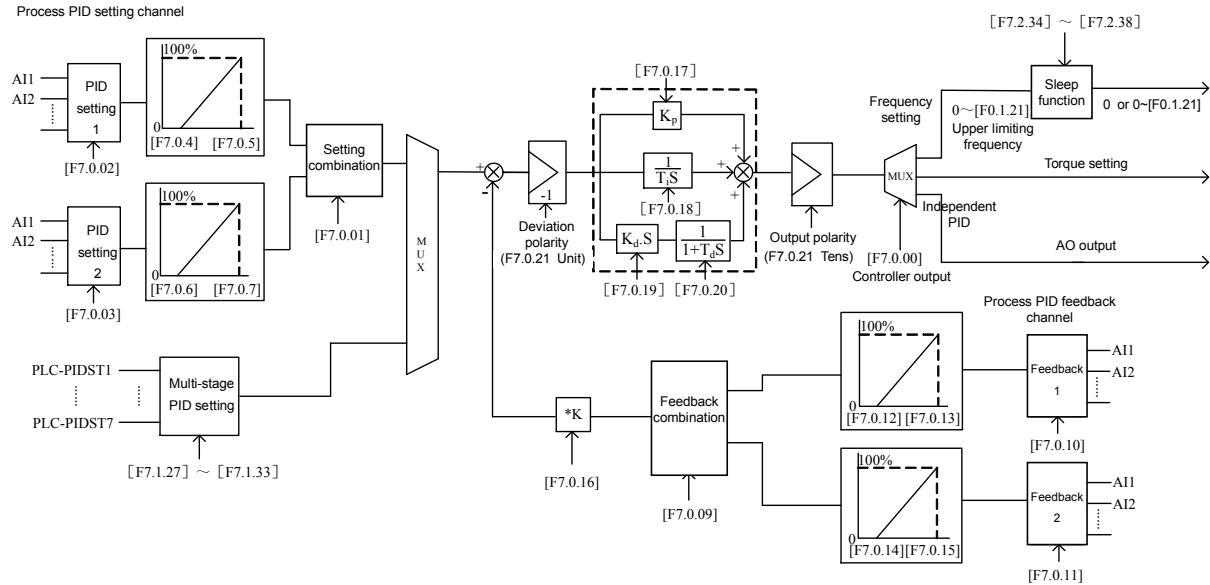 Process PID setting channel
AI1
AI2
PID
setting
1
[F7.0.02]
100%
0
[F7.0.4]
[F7.0.5]
AI1
AI2
PID
setting
2
[F7.0.03]
100%
0
[F7.0.6]
[F7.0.7]
Setting
combination
[F7.0.01]
PLC-PIDST1
PLC-PIDST7
Multi-stage
PID setting
[F7.1.27] ~ [F7.1.33]
M
U
X
+
-
-1
Deviation
polarity
(F7.0.21 Unit)
[F7.0.17]
Kp
1
TiS
[F7.0.18]
Kd.S
1
1+TdS
[F7.0.19]
[F7.0.20]
+
+
+
Output polarity
(F7.0.21 Tens)
MUX
[F7.0.00]
Controller output
Frequency
setting
0~[F0.1.21]
Upper limiting
frequency
[F7.2.34] ~ [F7.2.38]
Sleep
function
0 or 0~[F0.1.21]
Torque setting
Independent
PID
AO output
Process PID feedback
channel
*K
[F7.0.16]
Feedback
combination
[F7.0.09]
100%
0
[F7.0.12]
[F7.0.13]
Feedback
1
AI1
AI2
[F7.0.10]
100%
0
[F7.0.14]
[F7.0.15]
Feedback
2
AI1
AI2
[F7.0.11]